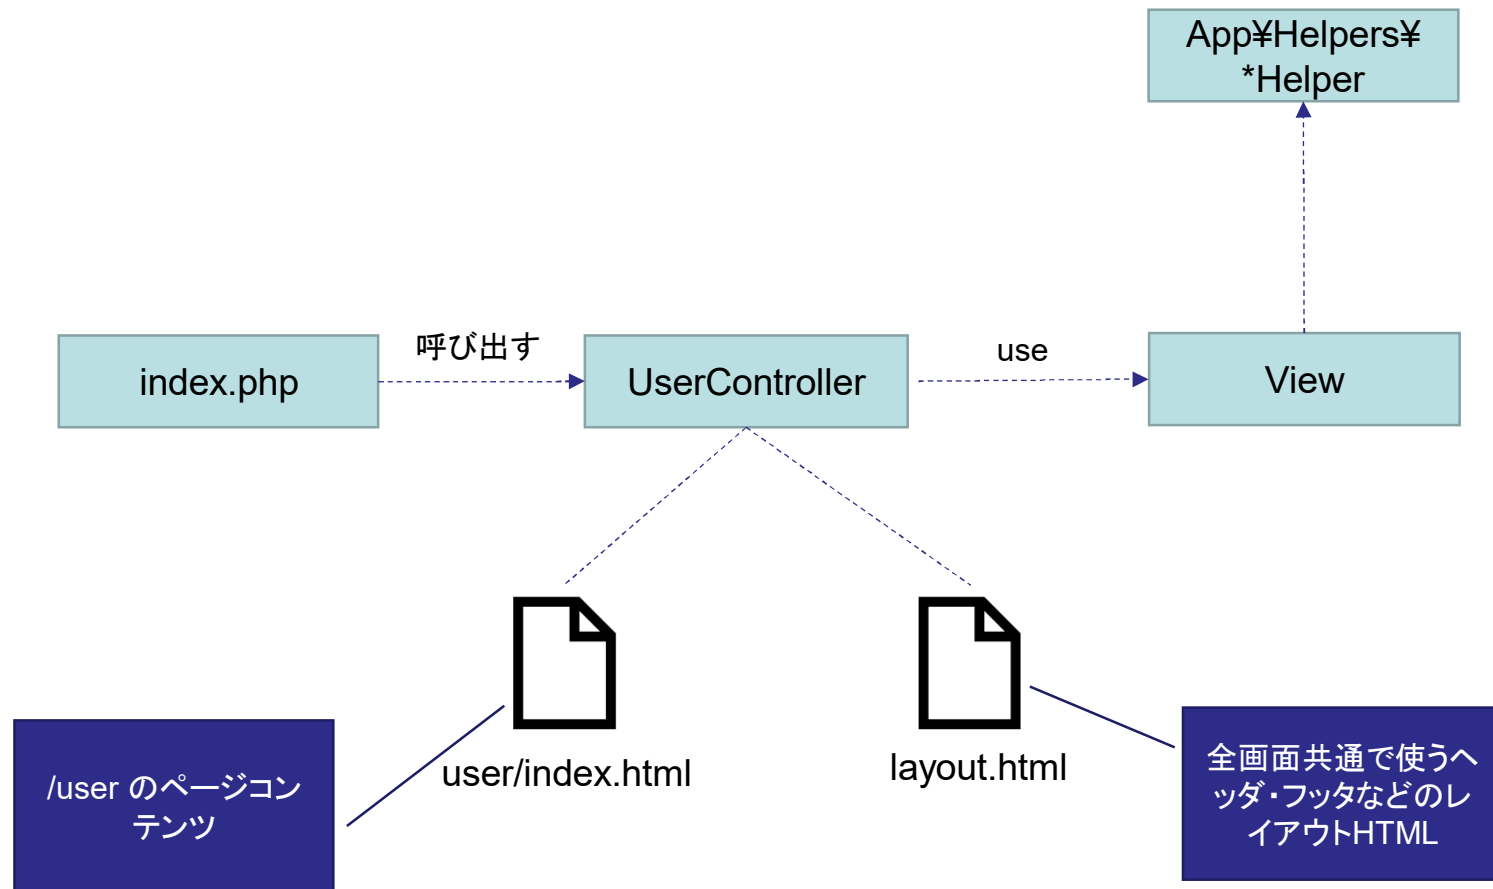 App¥Helpers¥
*Helper
index.php
呼び出す
UserController
use
View
user/index.html
layout.html
/user のページコン
テンツ
全画面共通で使うヘ
ッダ・フッタなどのレ
イアウトHTML